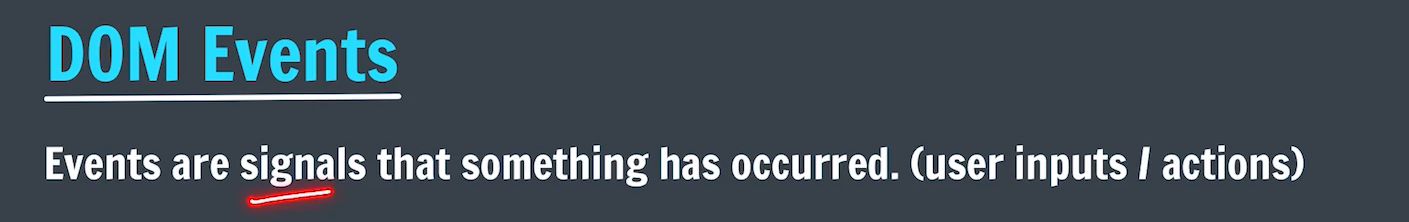 DOM Events
Events are signals that something has occurred. (user inputs / actions)